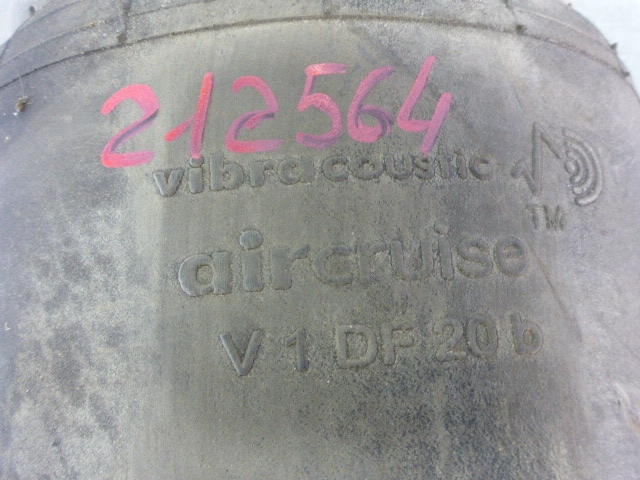 212564
vibracoustic
TM
aircruise
V 1 DF 20 b